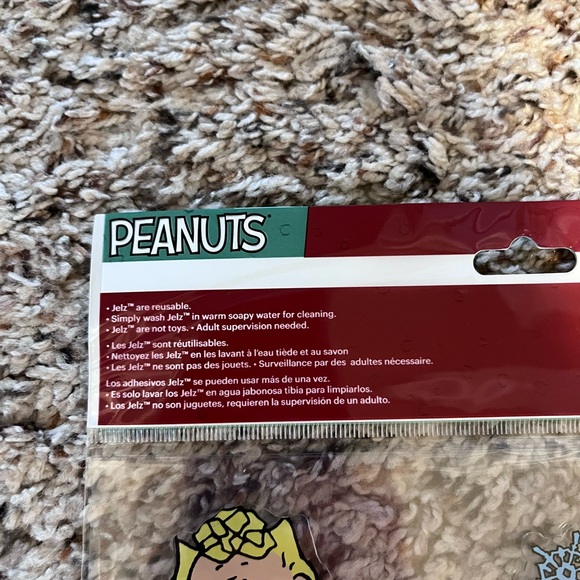 PEANUTS
• Jelz™ are reusable.
• Simply wash Jelz™ in warm soapy water for cleaning.
• Jelz™ are not toys. • Adult supervision needed.
• Les Jelz™ sont réutilisables.
• Nettoyez les Jelz™ en les lavant à l'eau tiède et au savon
• Les Jelz™ ne sont pas des jouets. • Surveillance par des adultes nécessaire.
Los adhesivos Jelz™ se pueden usar más de una vez.
• Es solo lavar los Jelz™ en agua jabonosa tibia para limpiarlos.
• Los Jelz™ no son juguetes, requieren la supervisión de un adulto.